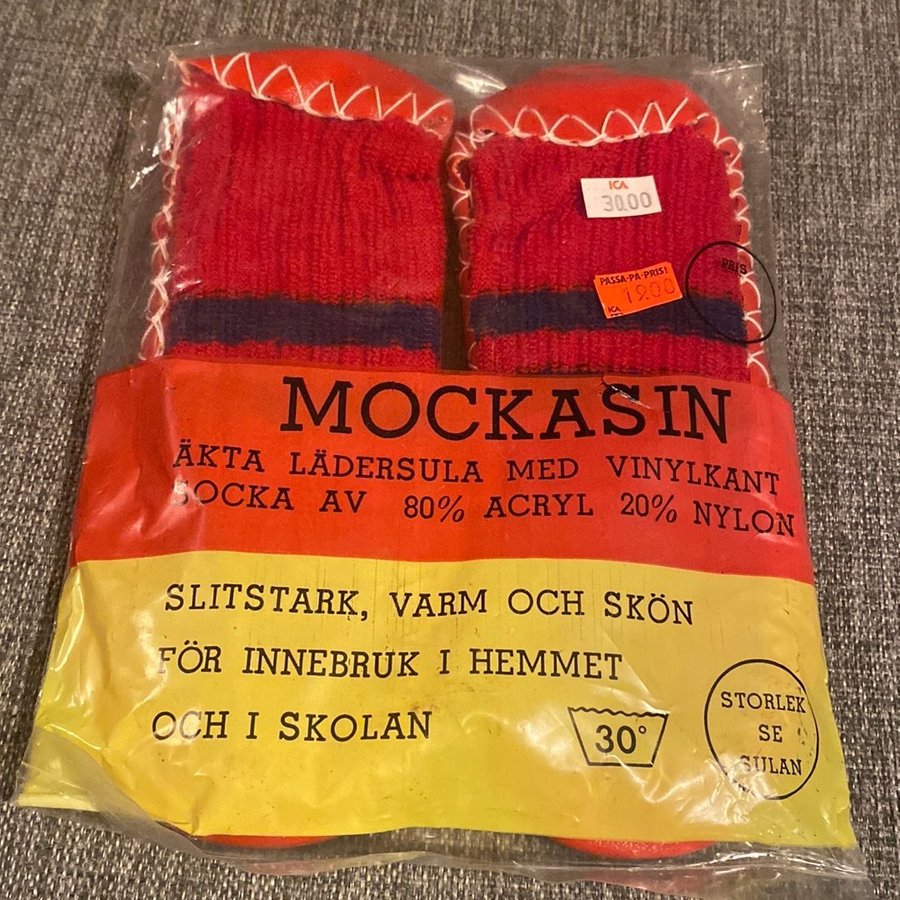 ICA
30.00
PASSA-PÅ-PRIS!
19.00
ICA
PRIS
MOCKASIN
ÄKTA LÄDERSULA MED VINYLKANT
SOCKA AV 80% ACRYL 20% NYLON
SLITSTARK, VARM OCH SKÖN
FÖR INNEBRUK I HEMMET
OCH I SKOLAN
30°
STORLEK
SE
SULAN